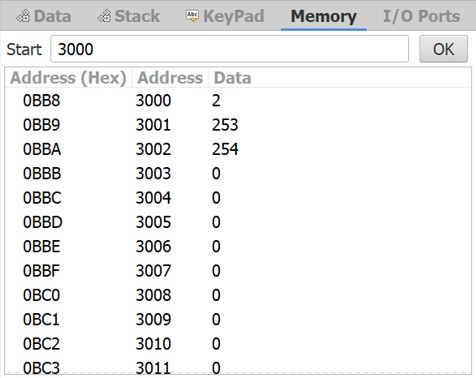 Data Stack Abc KeyPad Memory I/O Ports
Start 3000 OK
Address (Hex) Address Data
0BB8 3000 2
0BB9 3001 253
0BBA 3002 254
0BBB 3003 0
0BBC 3004 0
0BBD 3005 0
0BBE 3006 0
0BBF 3007 0
0BC0 3008 0
0BC1 3009 0
0BC2 3010 0
0BC3 3011 0